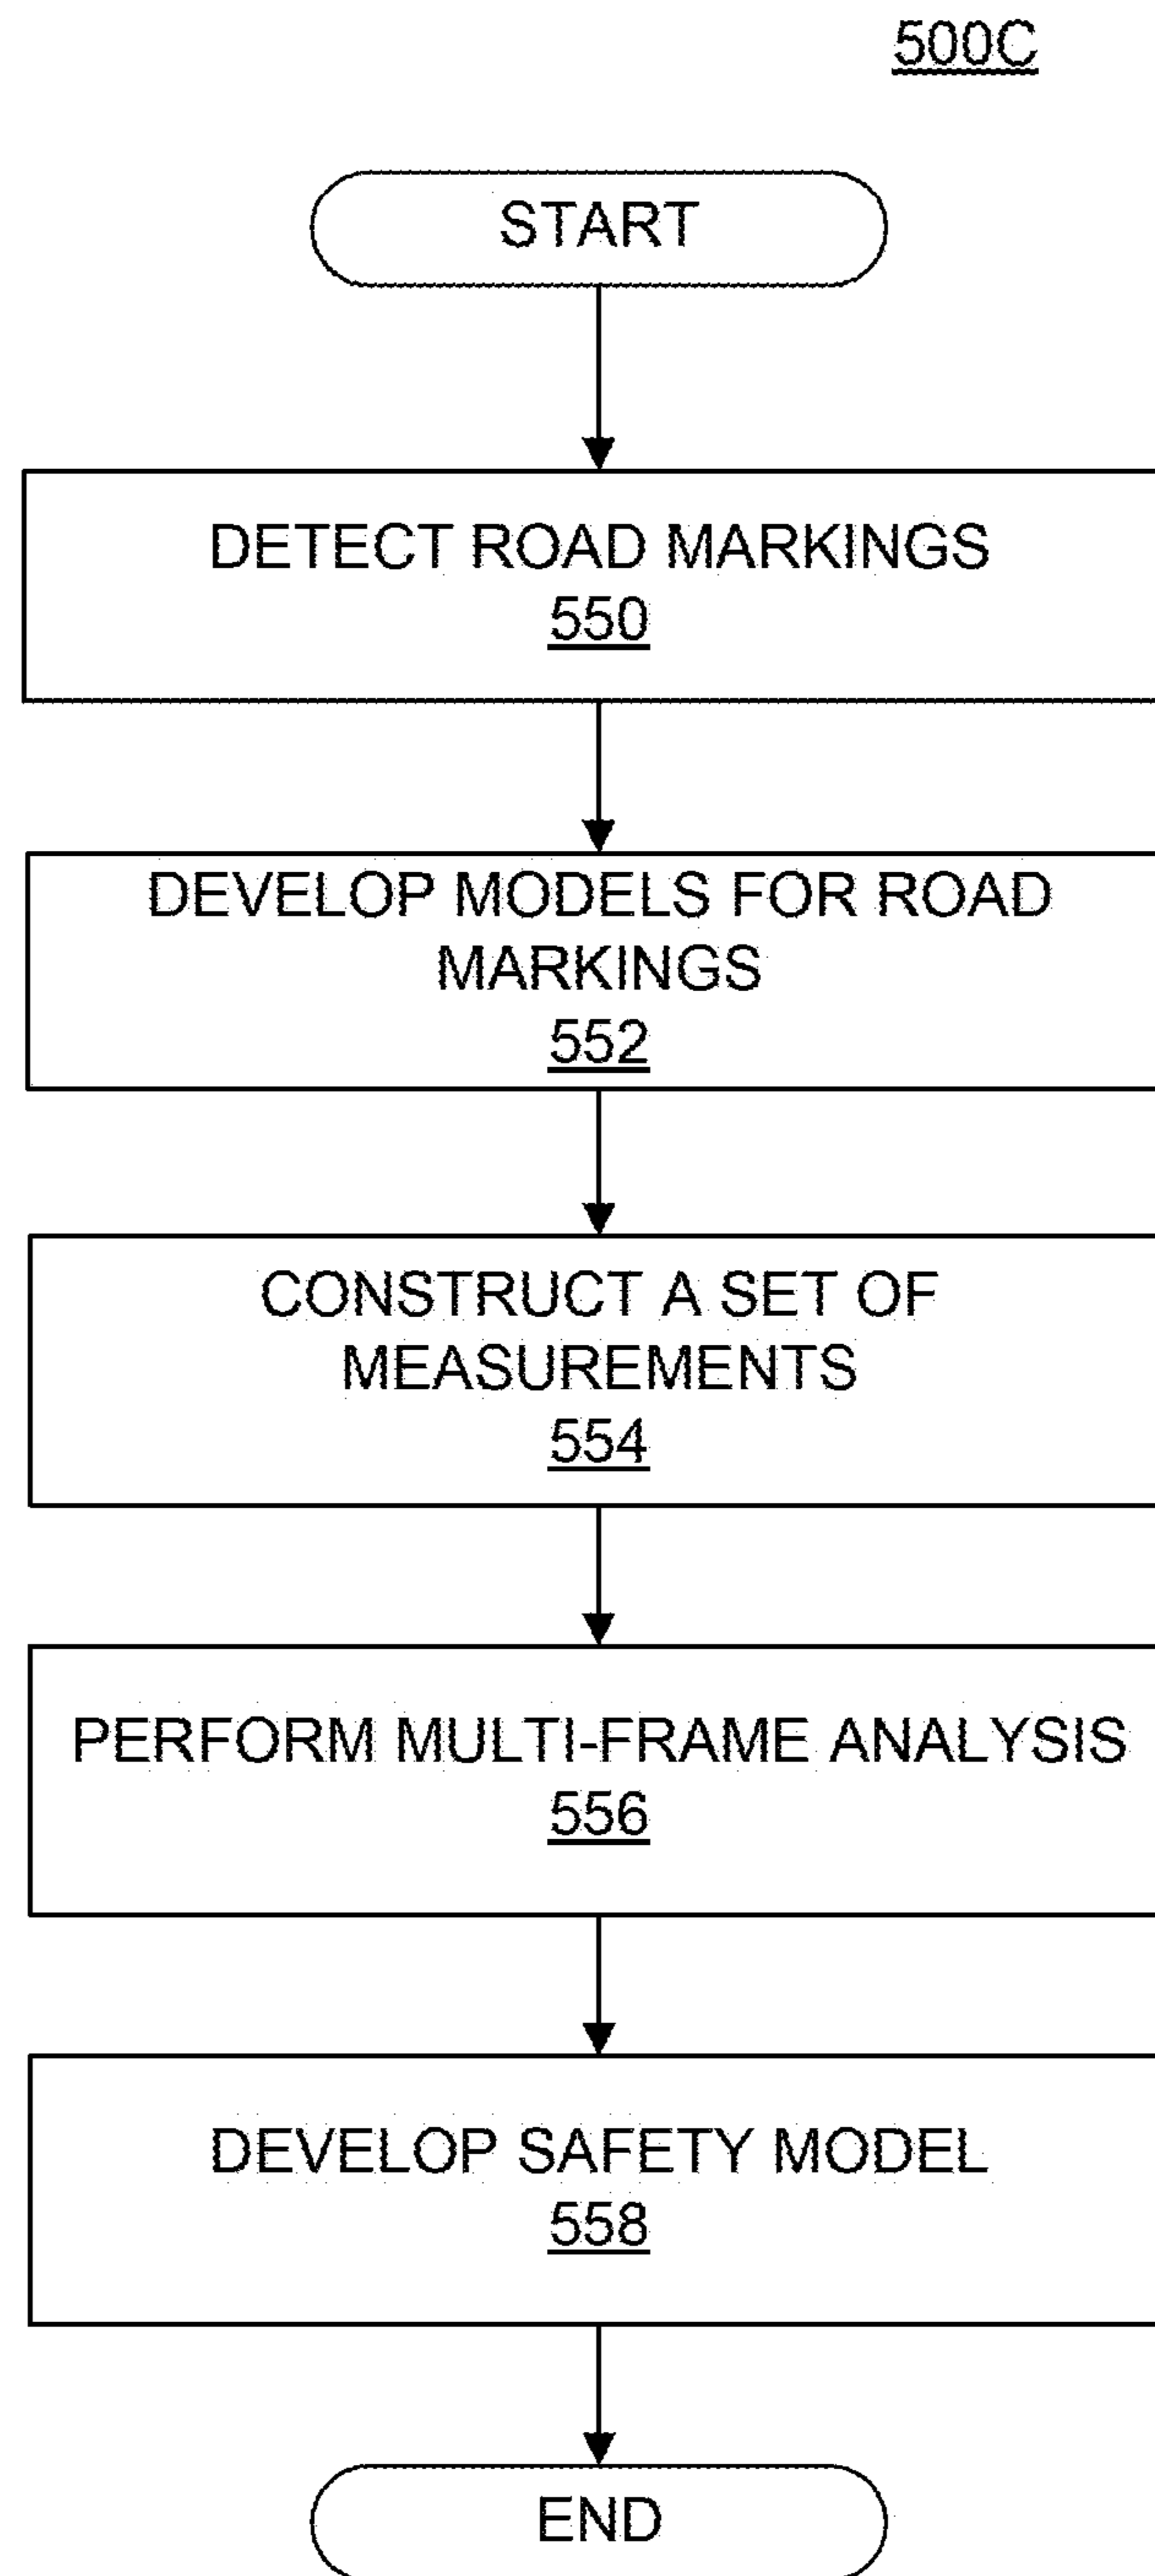 500C
START
DETECT ROAD MARKINGS
550
DEVELOP MODELS FOR ROAD
MARKINGS
552
CONSTRUCT A SET OF
MEASUREMENTS
554
PERFORM MULTI-FRAME ANALYSIS
556
DEVELOP SAFETY MODEL
558
END